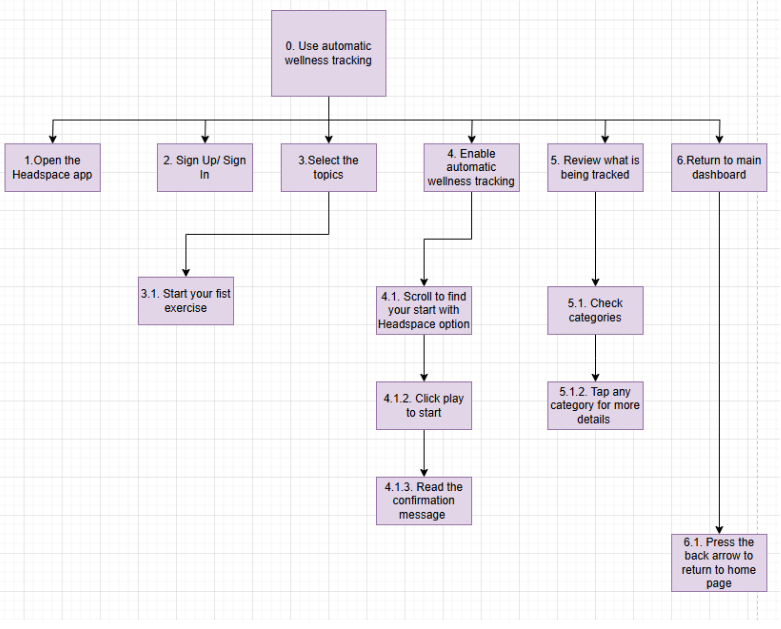 0. Use automatic
wellness tracking
1.Open the
Headspace app
2. Sign Up/ Sign
In
3.Select the
topics
4. Enable
automatic
wellness tracking
5. Review what is
being tracked
6.Return to main
dashboard
3.1. Start your fist
exercise
4.1. Scroll to find
your start with
Headspace option
5.1. Check
categories
4.1.2. Click play
to start
5.1.2. Tap any
category for more
details
4.1.3. Read the
confirmation
message
6.1. Press the
back arrow to
return to home
page